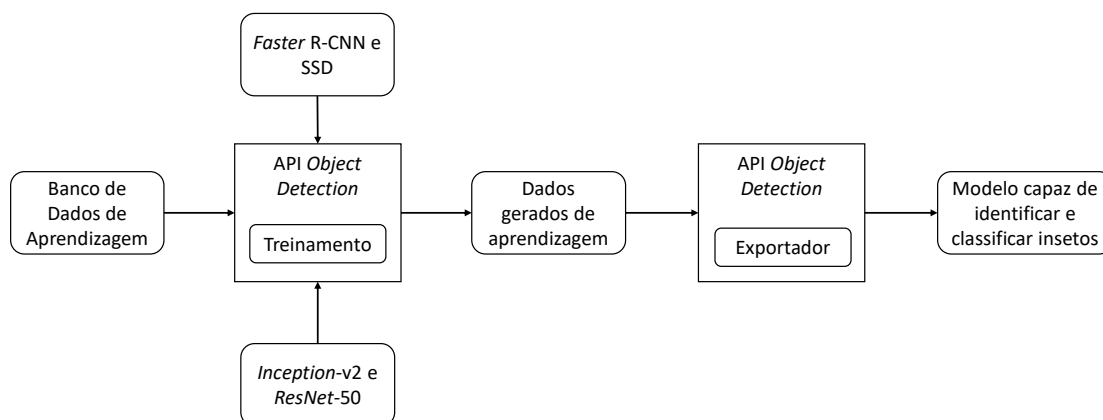 Faster R-CNN e
SSD
Banco de
Dados de
Aprendizagem
API Object
Detection
Treinamento
Inception-v2 e
ResNet-50
Dados
gerados de
aprendizagem
API Object
Detection
Exportador
Modelo capaz de
identificar e
classificar insetos